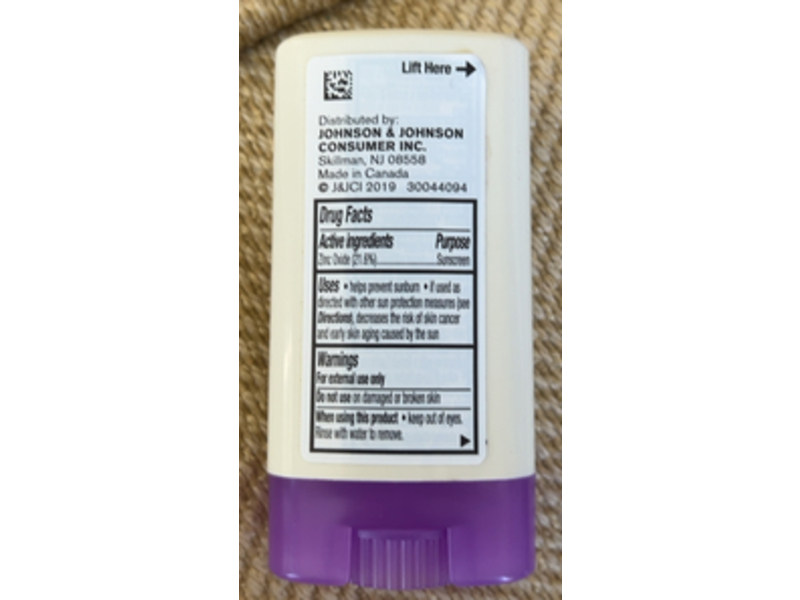 Lift Here →
Distributed by:
JOHNSON & JOHNSON
CONSUMER INC.
Skillman, NJ 08558
Made in Canada
© J&JCI 2019 30044094
Drug Facts
Active ingredients Purpose
Zinc Oxide (21.6%) Sunscreen
Uses • helps prevent sunburn • if used as
directed with other sun protection measures (see
Directions), decreases the risk of skin cancer
and early skin aging caused by the sun
Warnings
For external use only
Do not use on damaged or broken skin
When using this product • keep out of eyes.
Rinse with water to remove.